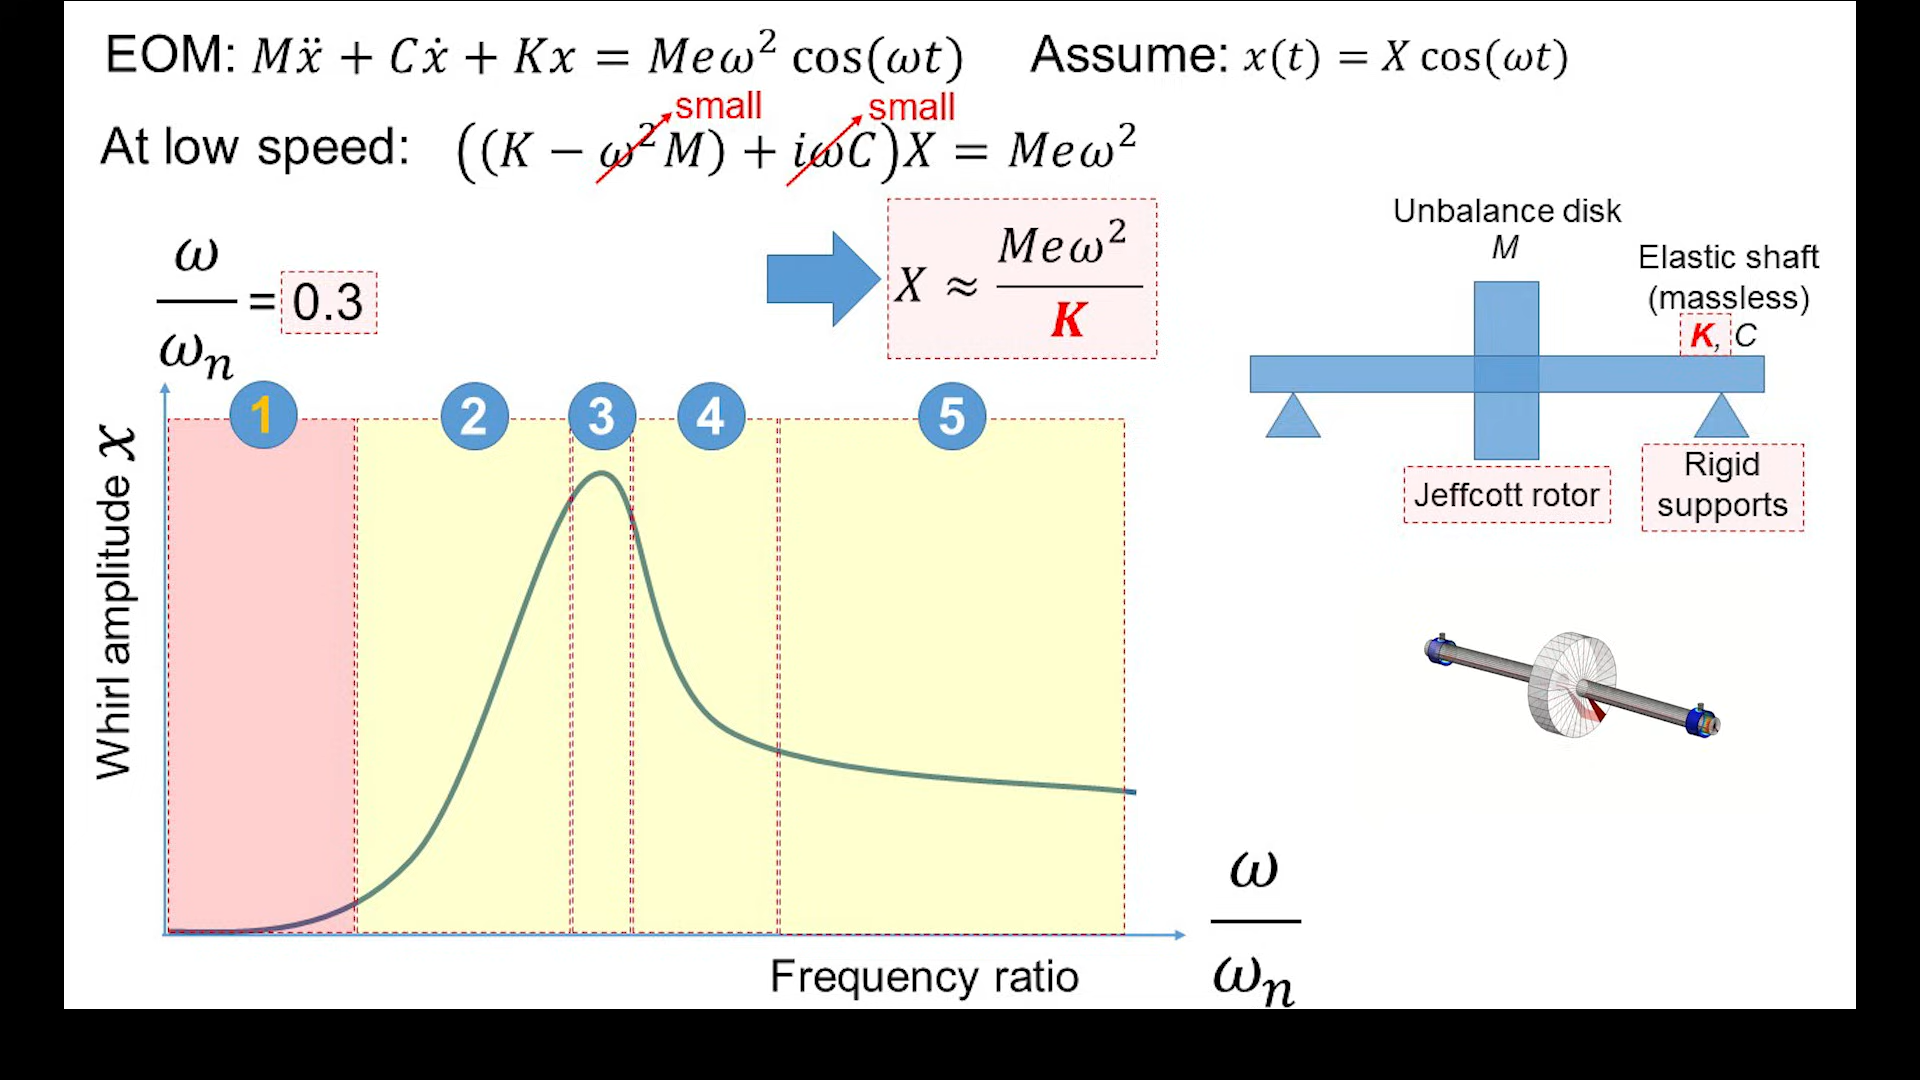 EOM: Mẍ + Cẋ + Kx = Meω² cos(ωt)
Assume: x(t) = X cos(ωt)
small
small
At low speed: ((K − ω²M) + iωC)X = Meω²
ω/ωn = 0.3
X ≈ Meω²/K
Unbalance disk
M
Elastic shaft
(massless)
K, C
Jeffcott rotor
Rigid
supports
1
2
3
4
5
Whirl amplitude x
Frequency ratio
ω/ωn